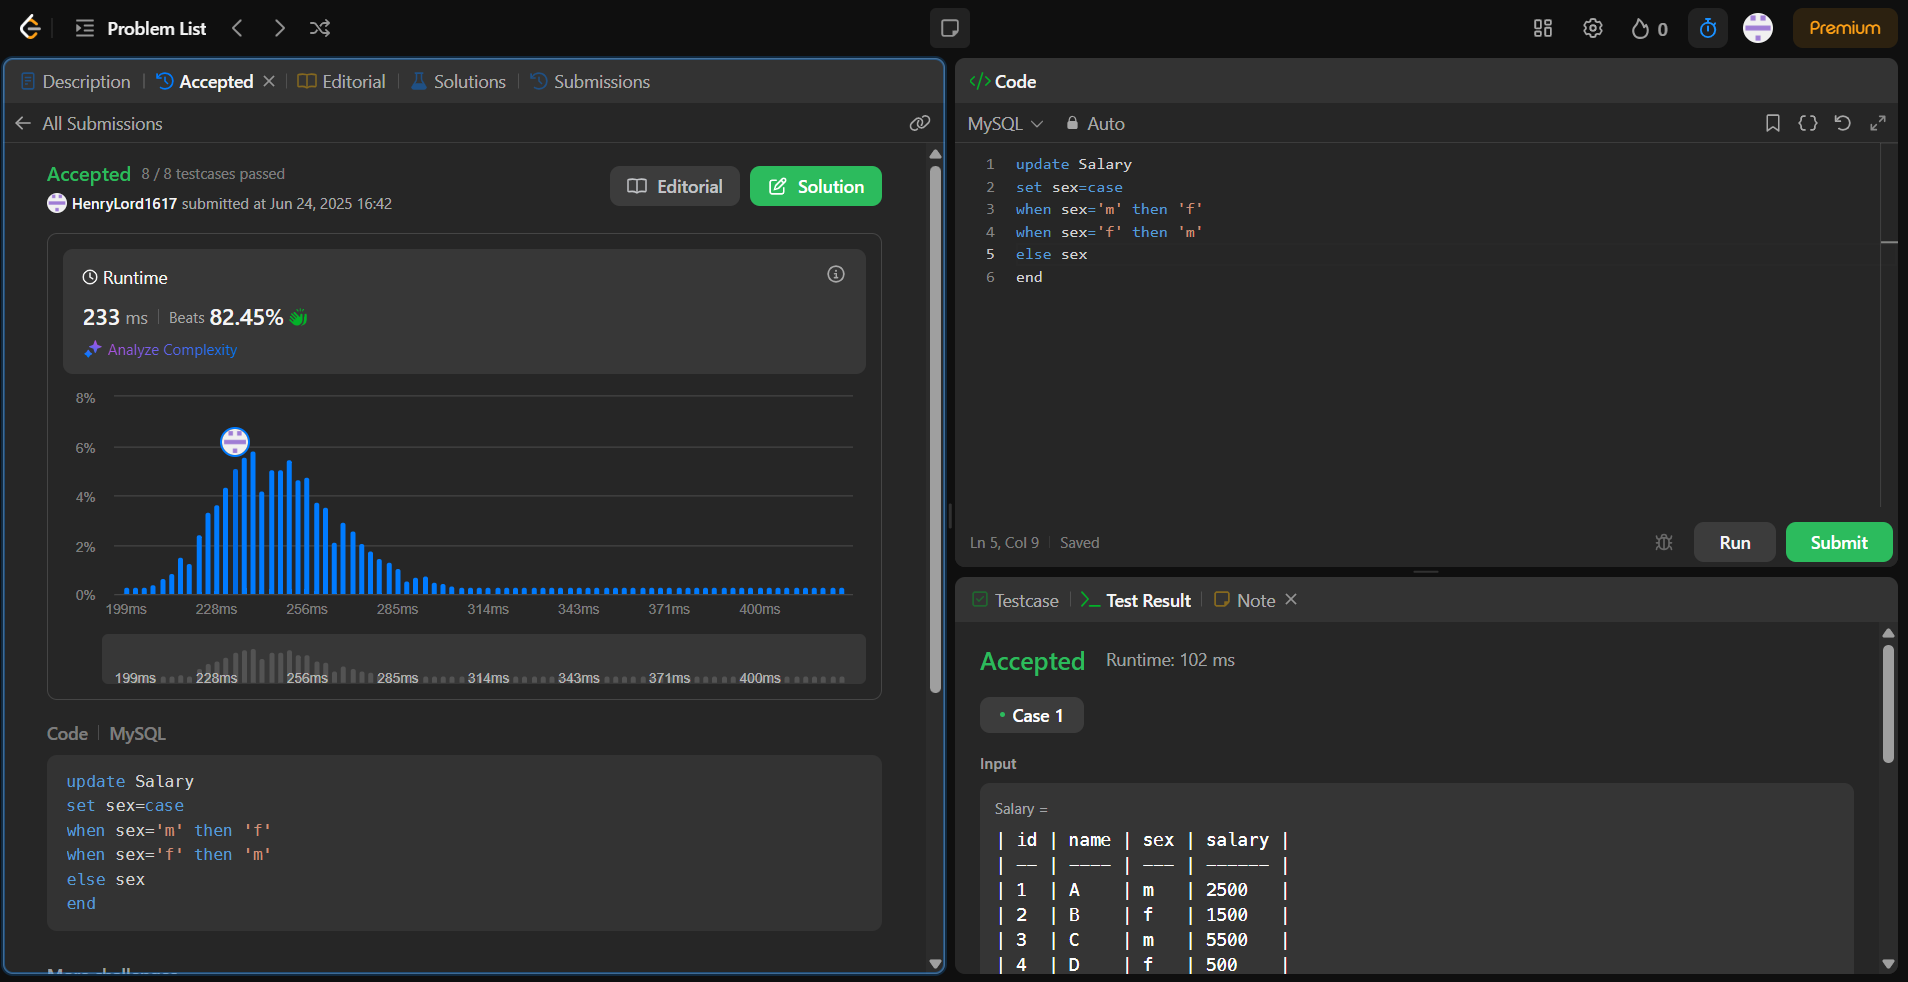 Problem List
0
Premium
Description
Accepted
Editorial
Solutions
Submissions
All Submissions
Accepted 8 / 8 testcases passed
HenryLord1617 submitted at Jun 24, 2025 16:42
Editorial
Solution
Runtime
233 ms
Beats 82.45%
Analyze Complexity
8%
6%
4%
2%
0%
199ms 228ms 256ms 285ms 314ms 343ms 371ms 400ms
199ms 228ms 256ms 285ms 314ms 343ms 371ms 400ms
Code MySQL
update Salary
set sex=case
when sex='m' then 'f'
when sex='f' then 'm'
else sex
end
</> Code
MySQL
Auto
1 update Salary
2 set sex=case
3 when sex='m' then 'f'
4 when sex='f' then 'm'
5 else sex
6 end
Ln 5, Col 9 Saved
Run
Submit
Testcase
Test Result
Note
Accepted Runtime: 102 ms
Case 1
Input
Salary =
| id | name | sex | salary |
| -- | ---- | --- | ------ |
| 1 | A | m | 2500 |
| 2 | B | f | 1500 |
| 3 | C | m | 5500 |
| 4 | D | f | 500 |